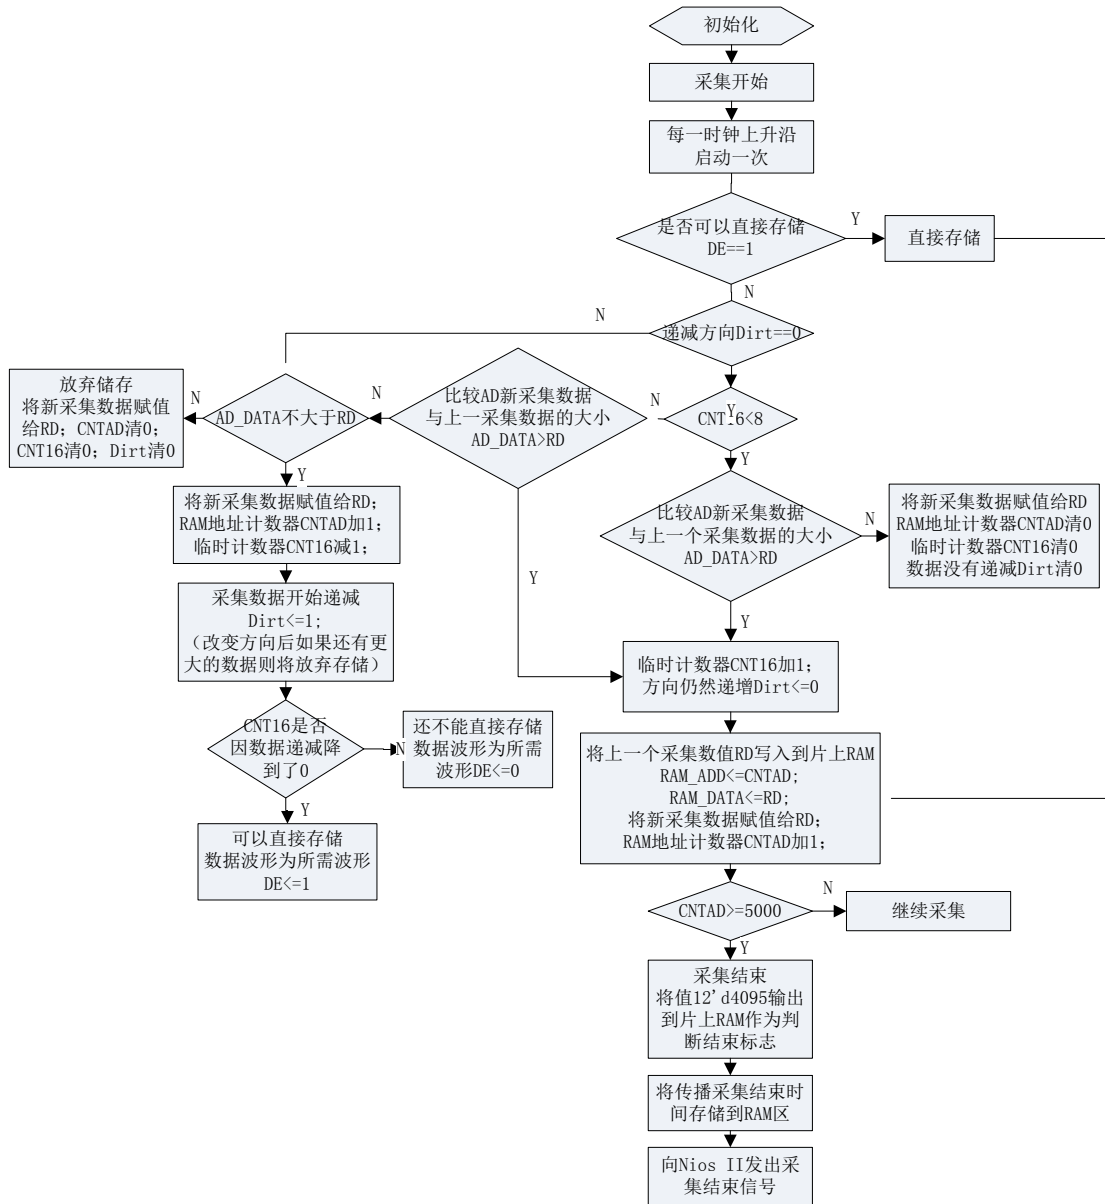 初始化
采集开始
每一时钟上升沿
启动一次
是否可以直接存储
DE==1
Y
直接存储
N
递减方向Dirt==0
N
Y
CNT16<8
N
Y
比较AD新采集数据
与上一采集数据的大小
AD_DATA>RD
N
Y
AD_DATA不大于RD
N
Y
放弃储存
将新采集数据赋值
给RD；CNTAD清0；
CNT16清0；Dirt清0
将新采集数据赋值给RD；
RAM地址计数器CNTAD加1；
临时计数器CNT16减1；
比较AD新采集数据
与上一个采集数据的大小
AD_DATA>RD
N
Y
将新采集数据赋值给RD
RAM地址计数器CNTAD清0
临时计数器CNT16清0
数据没有递减Dirt清0
采集数据开始递减
Dirt<=1;
（改变方向后如果还有更
大的数据则将放弃存储）
临时计数器CNT16加1；
方向仍然递增Dirt<=0
CNT16是否
因数据递减降
到了0
N
Y
还不能直接存储
数据波形为所需
波形DE<=0
可以直接存储
数据波形为所需波形
DE<=1
将上一个采集数值RD写入到片上RAM
RAM_ADD<=CNTAD;
RAM_DATA<=RD;
将新采集数据赋值给RD；
RAM地址计数器CNTAD加1；
CNTAD>=5000
N
继续采集
Y
采集结束
将值12'd4095输出
到片上RAM作为判
断结束标志
将传播采集结束时
间存储到RAM区
向Nios II发出采
集结束信号